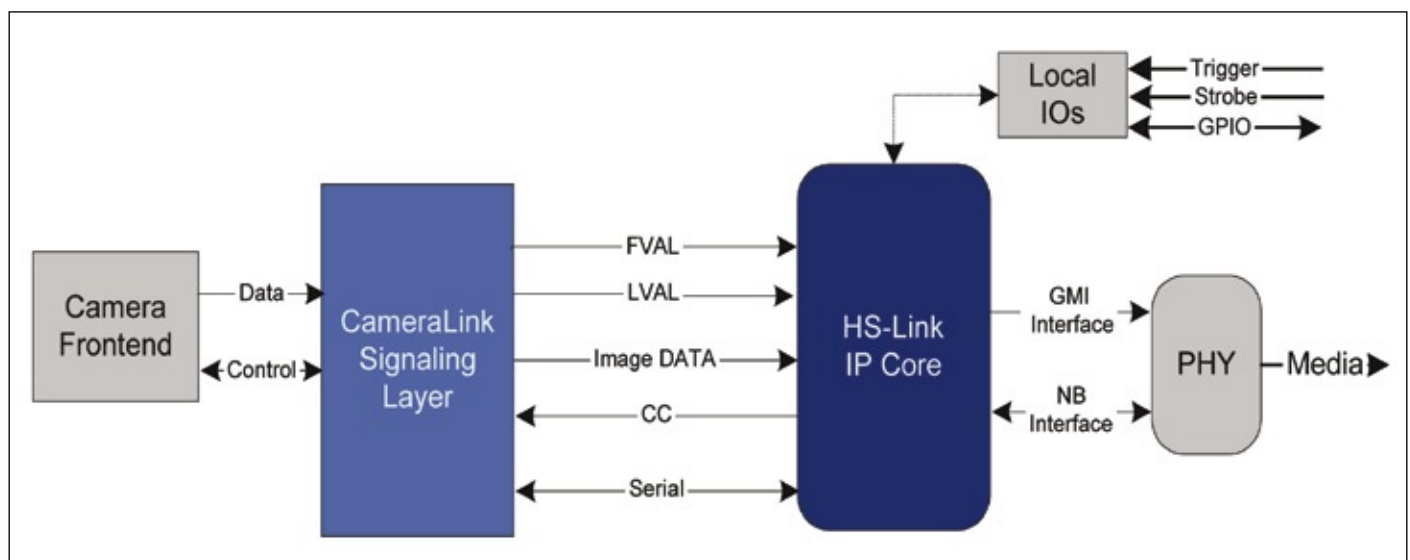 Local
IOs
Trigger
Strobe
GPIO
Camera
Frontend
Data
Control
CameraLink
Signaling
Layer
FVAL
LVAL
Image DATA
CC
Serial
HS-Link
IP Core
GMI
Interface
NB
Interface
PHY
Media